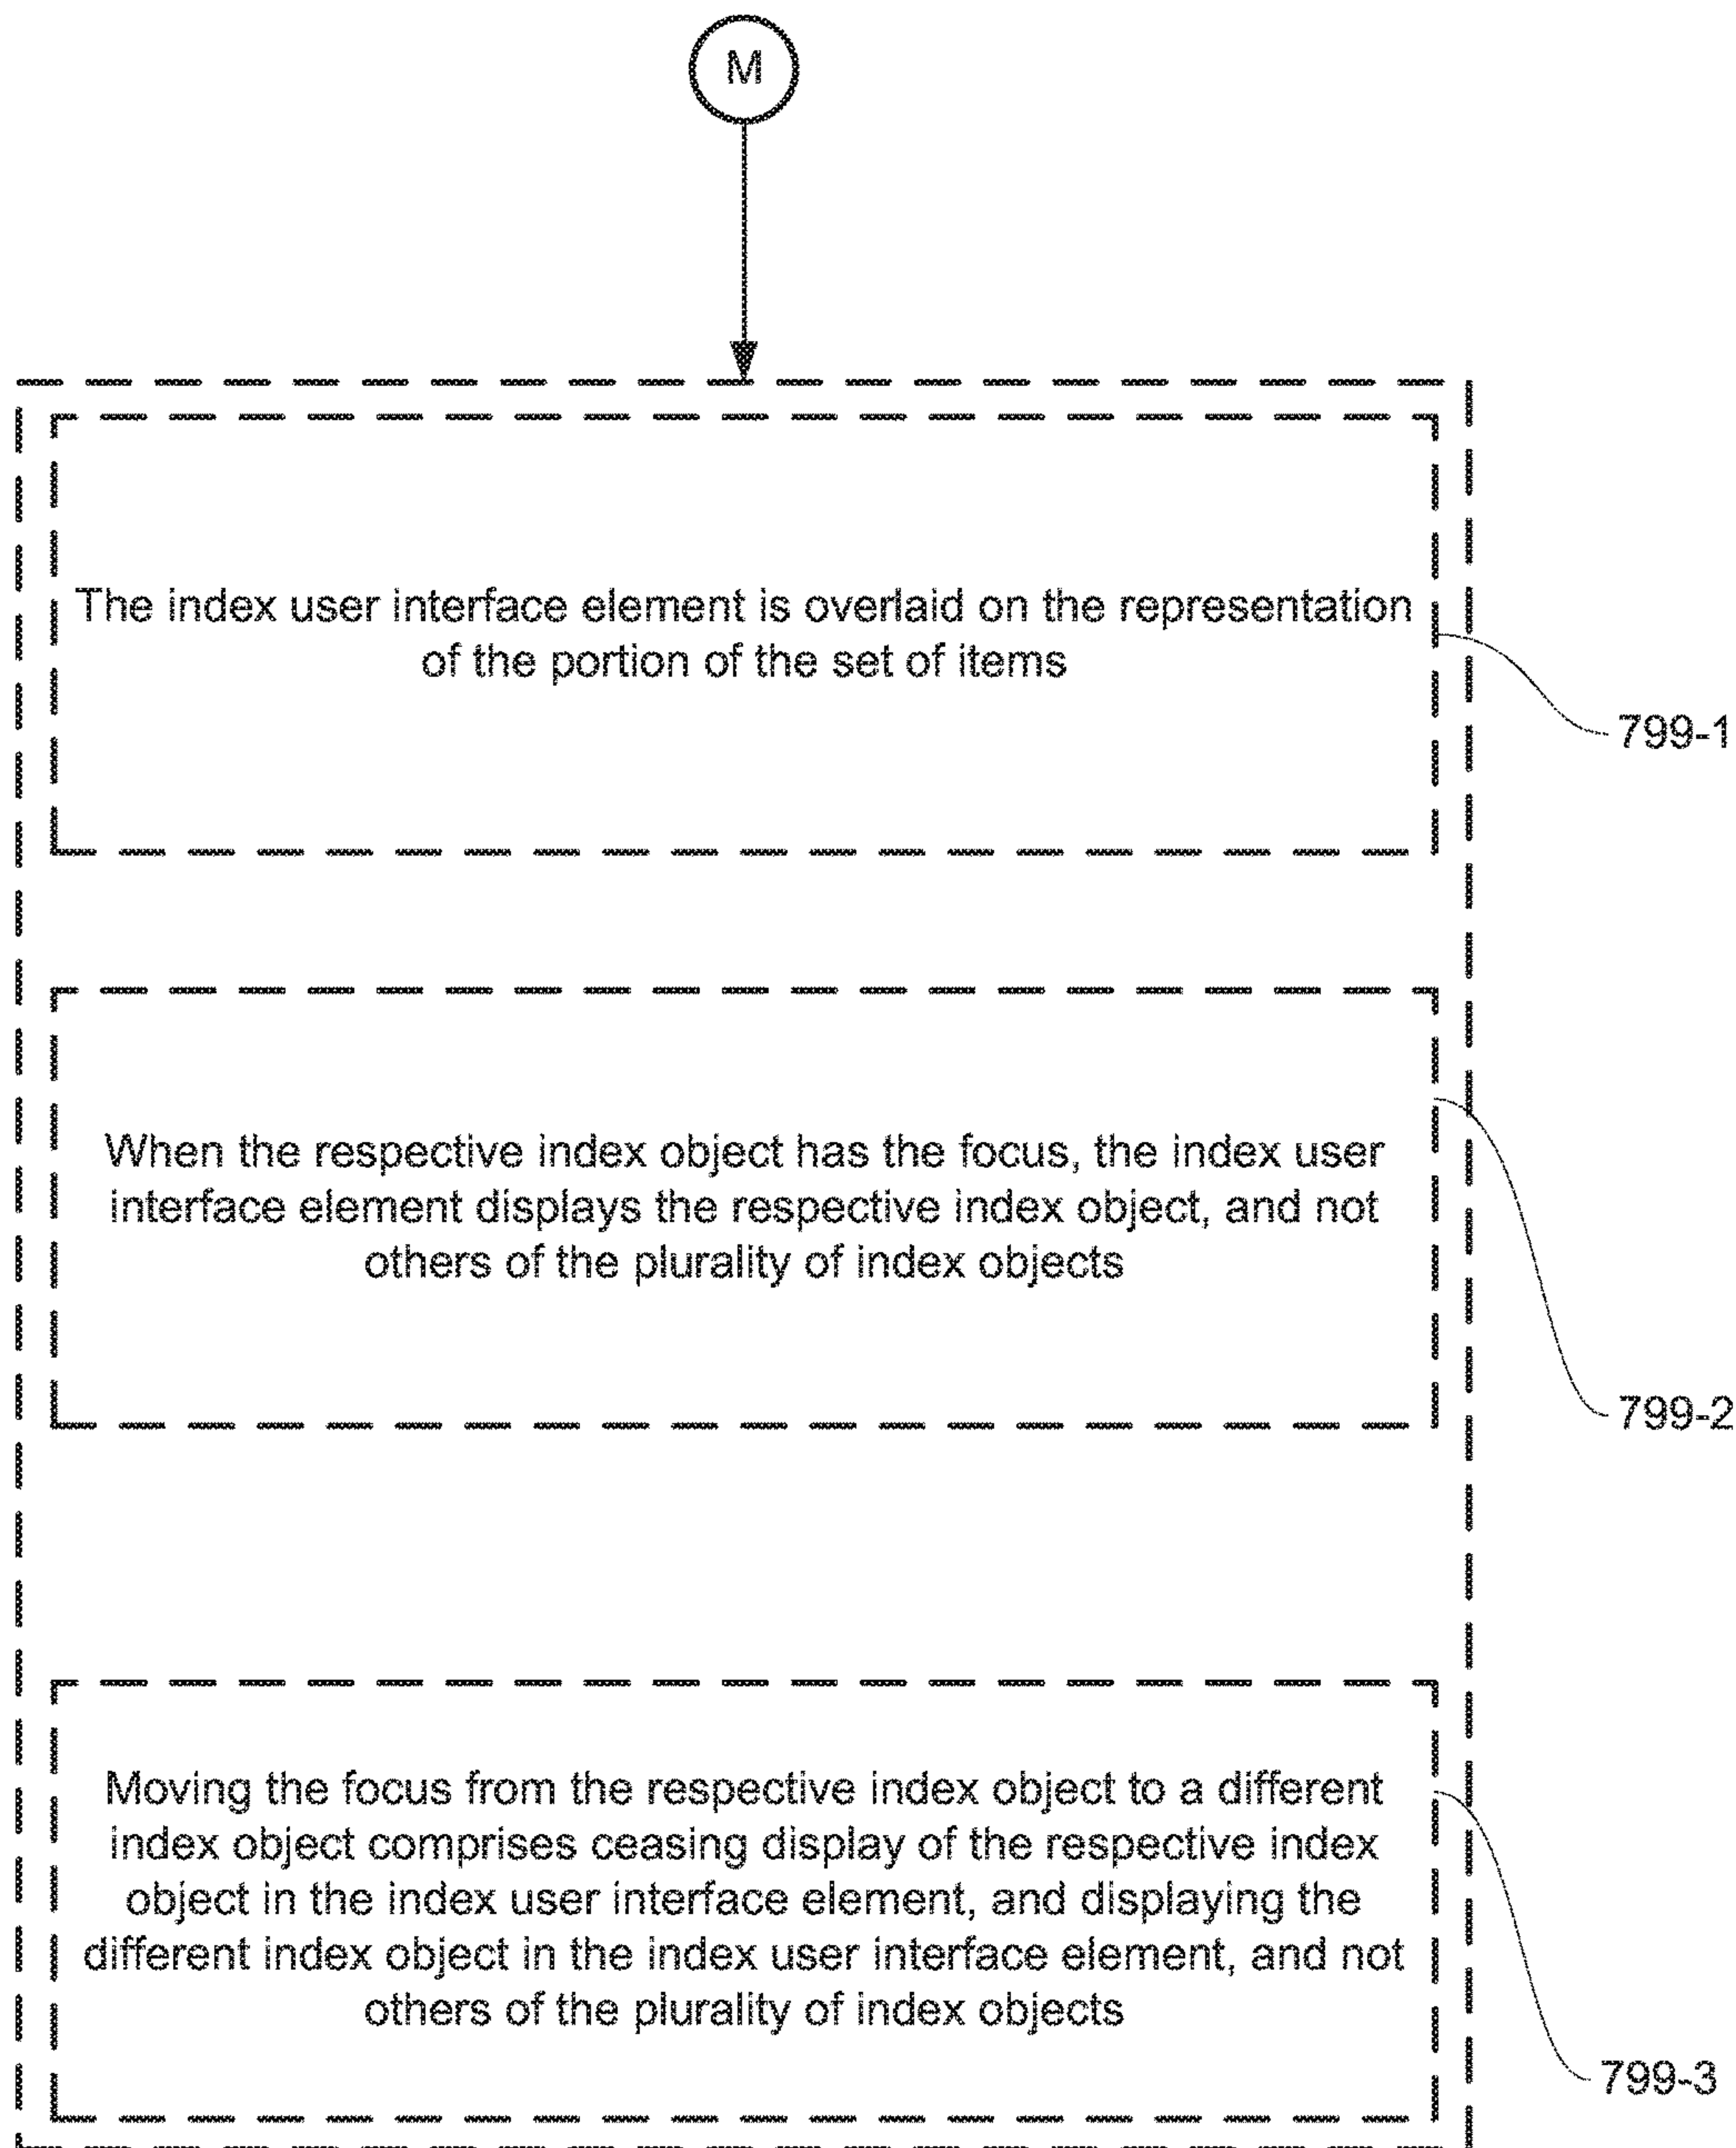 M
The index user interface element is overlaid on the representation
of the portion of the set of items
799-1
When the respective index object has the focus, the index user
interface element displays the respective index object, and not
others of the plurality of index objects
799-2
Moving the focus from the respective index object to a different
index object comprises ceasing display of the respective index
object in the index user interface element, and displaying the
different index object in the index user interface element, and not
others of the plurality of index objects
799-3